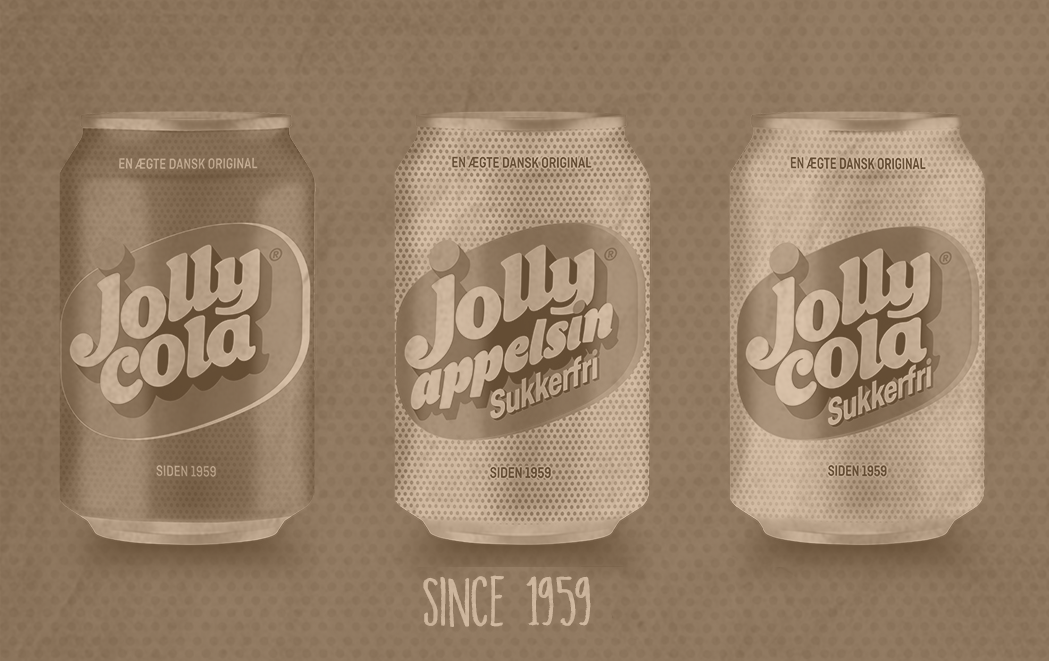 EN ÆGTE DANSK ORIGINAL
jolly®
cola
SIDEN 1959
EN ÆGTE DANSK ORIGINAL
jolly®
appelsin
Sukkerfri
SIDEN 1959
EN ÆGTE DANSK ORIGINAL
jolly®
cola
Sukkerfri
SIDEN 1959
SINCE 1959